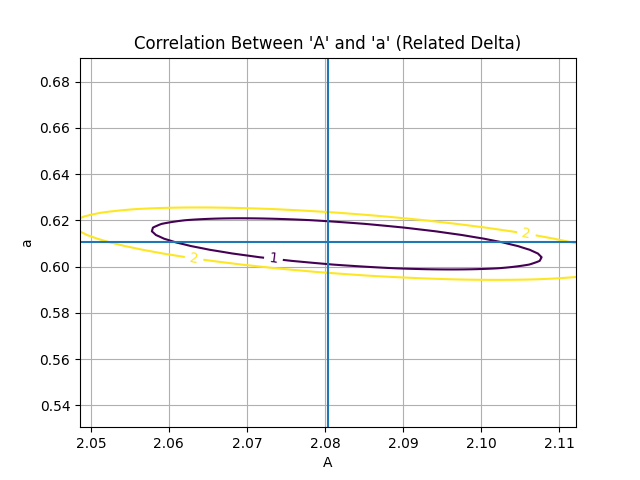 Correlation Between 'A' and 'a' (Related Delta)
0.68
0.66
0.64
0.62
0.60
0.58
0.56
0.54
a
2
2
1
2.05 2.06 2.07 2.08 2.09 2.10 2.11
A